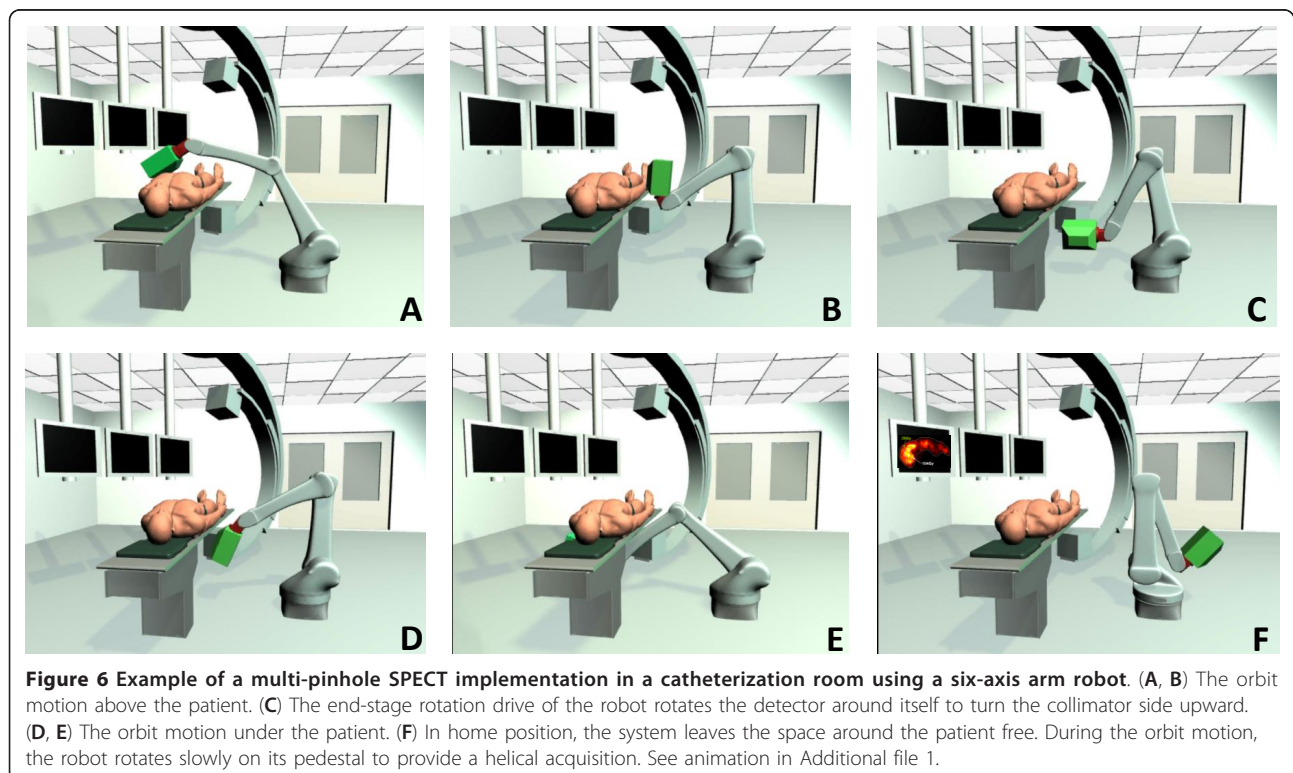 A
B
C
D
E
F
Figure 6 Example of a multi-pinhole SPECT implementation in a catheterization room using a six-axis arm robot. (A, B) The orbit
motion above the patient. (C) The end-stage rotation drive of the robot rotates the detector around itself to turn the collimator side upward.
(D, E) The orbit motion under the patient. (F) In home position, the system leaves the space around the patient free. During the orbit motion,
the robot rotates slowly on its pedestal to provide a helical acquisition. See animation in Additional file 1.